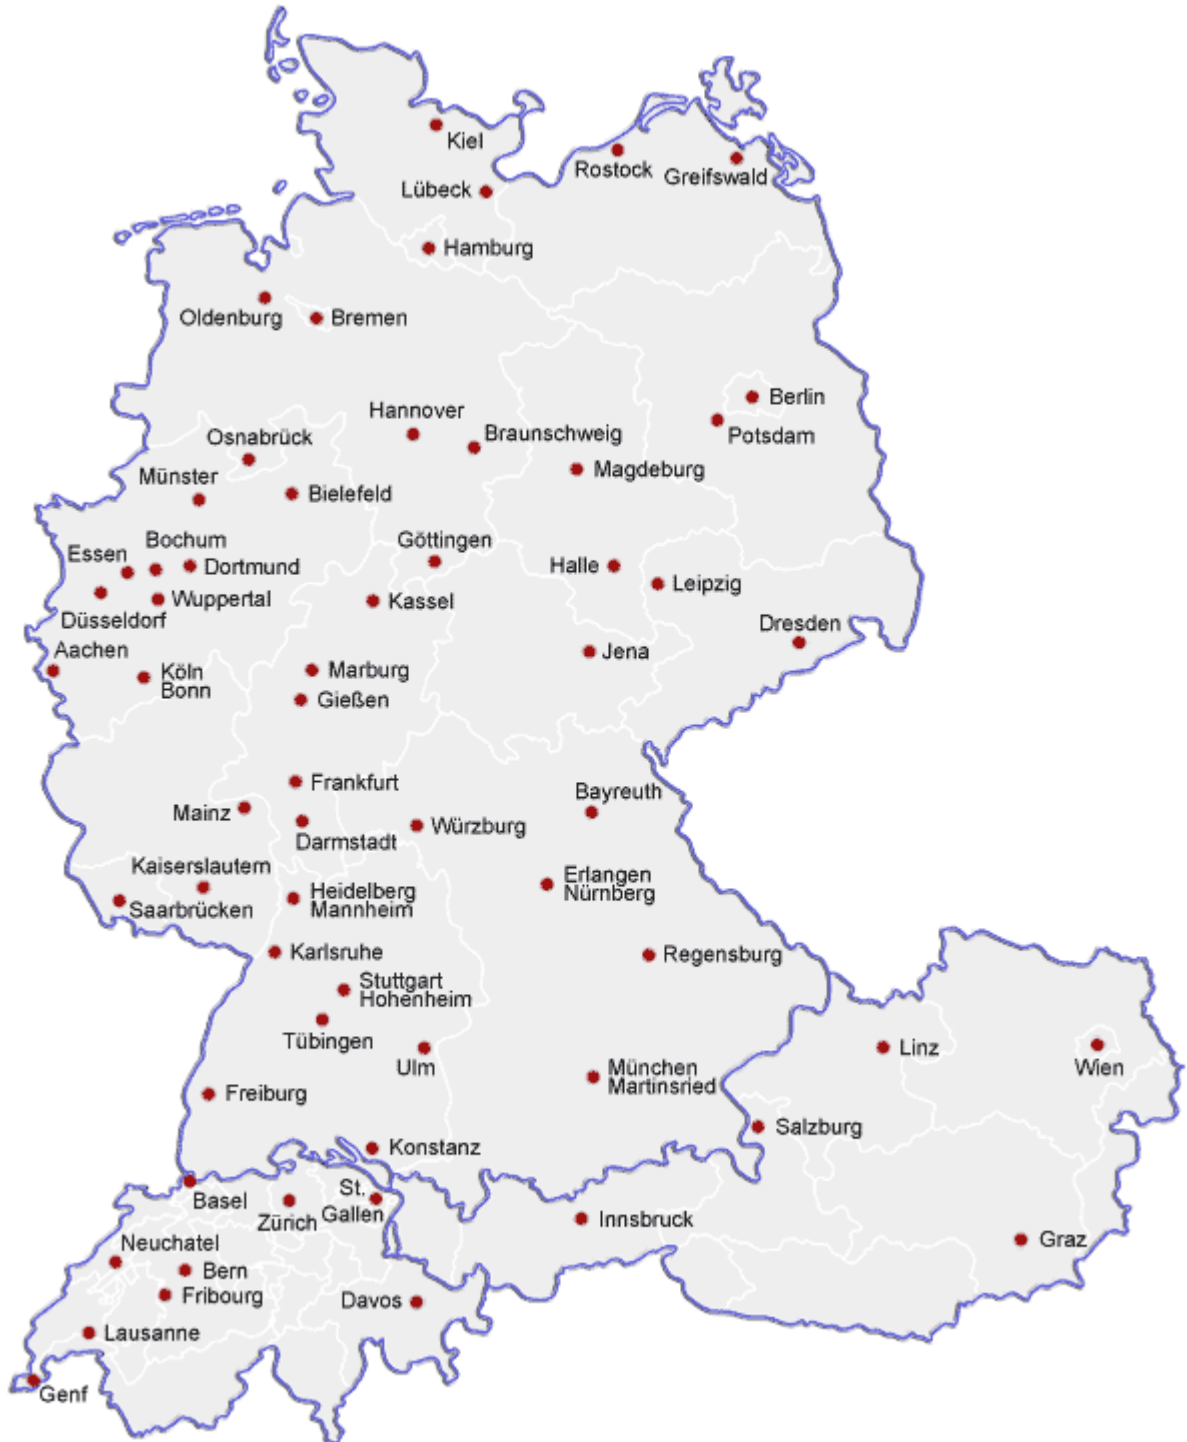 Kiel
Rostock
Greifswald
Lübeck
Hamburg
Oldenburg
Bremen
Berlin
Hannover
Potsdam
Braunschweig
Osnabrück
Magdeburg
Münster
Bielefeld
Bochum
Göttingen
Essen
Dortmund
Halle
Leipzig
Wuppertal
Kassel
Düsseldorf
Dresden
Aachen
Jena
Köln
Bonn
Marburg
Gießen
Frankfurt
Bayreuth
Mainz
Würzburg
Darmstadt
Kaiserslautern
Erlangen
Nürnberg
Heidelberg
Mannheim
Saarbrücken
Karlsruhe
Regensburg
Stuttgart
Hohenheim
Tübingen
Linz
Ulm
Wien
München
Martinsried
Freiburg
Salzburg
Konstanz
Basel
St.
Gallen
Zürich
Innsbruck
Neuchatel
Graz
Bern
Fribourg
Davos
Lausanne
Genf